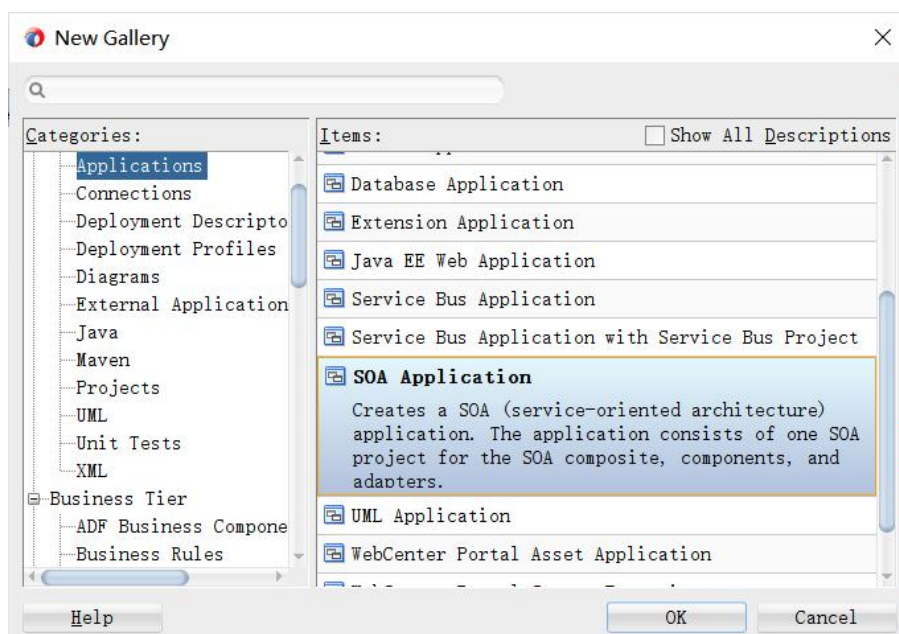 New Gallery
Categories:
Items:
Show All Descriptions
Applications
Connections
Deployment Descripto
Deployment Profiles
Diagrams
External Application
Java
Maven
Projects
UML
Unit Tests
XML
Business Tier
ADF Business Compone
Business Rules
Database Application
Extension Application
Java EE Web Application
Service Bus Application
Service Bus Application with Service Bus Project
SOA Application
Creates a SOA (service-oriented architecture)
application. The application consists of one SOA
project for the SOA composite, components, and
adapters.
UML Application
WebCenter Portal Asset Application
Help
OK
Cancel